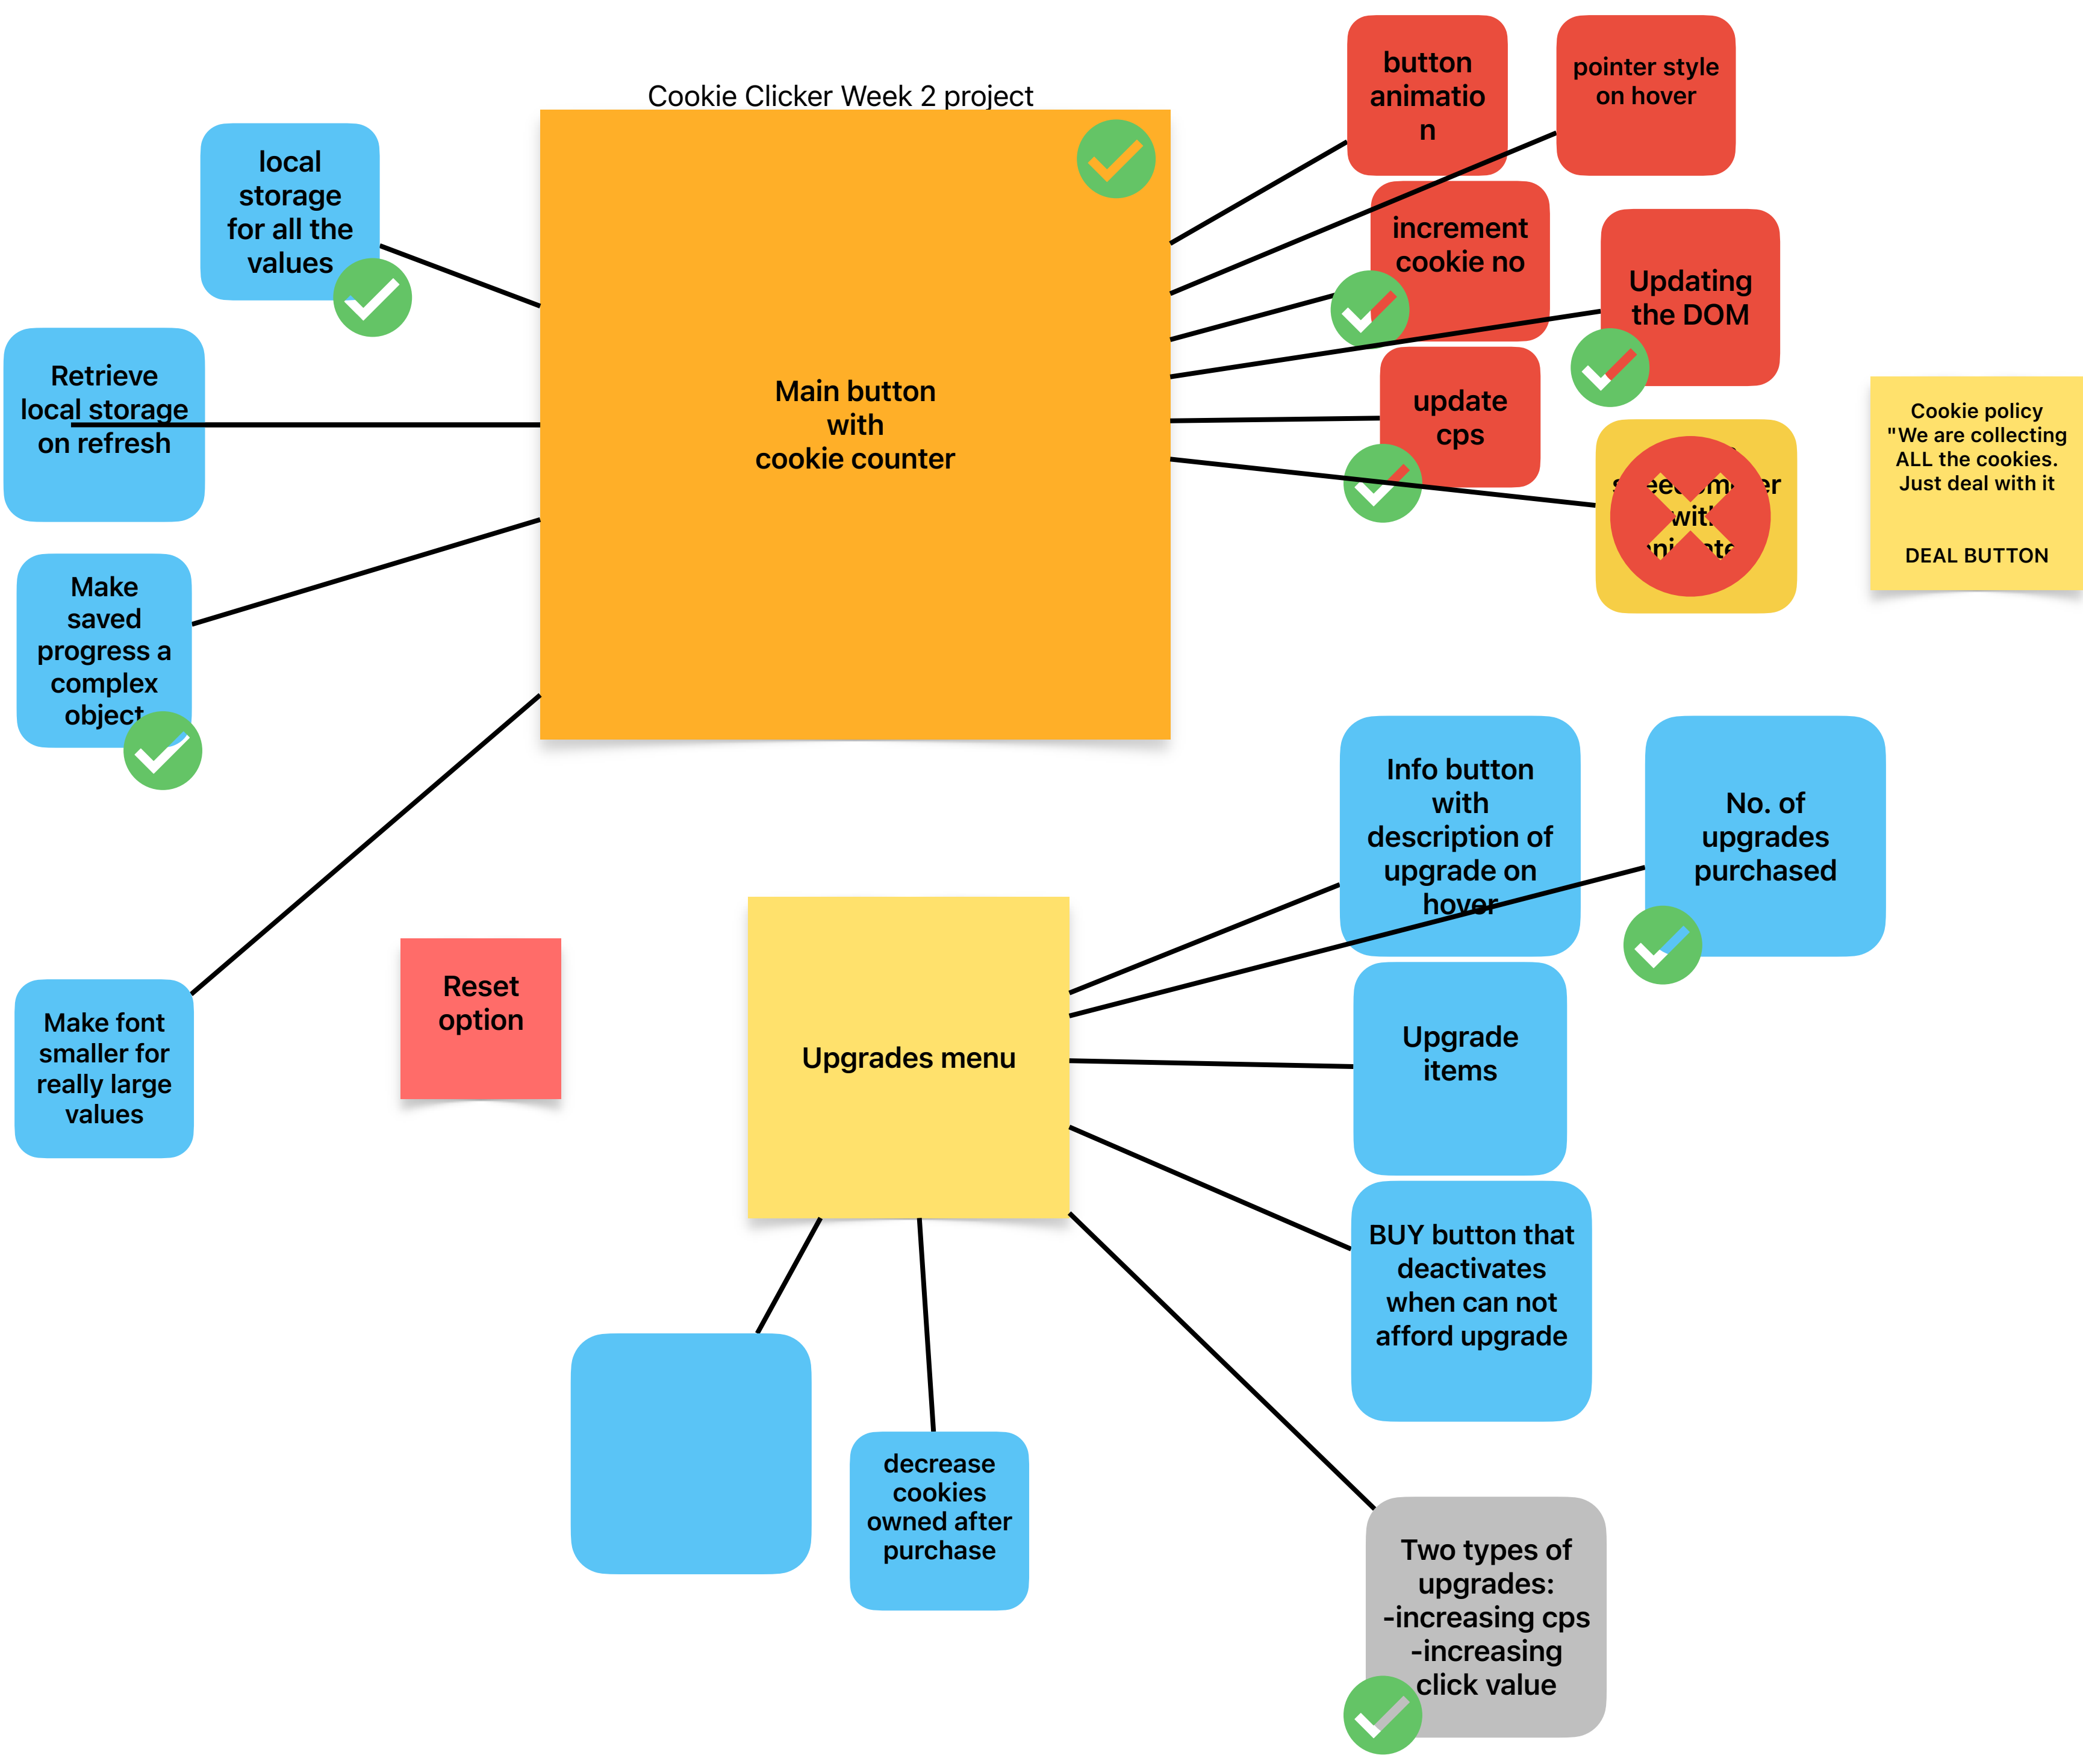 Cookie Clicker Week 2 project
button
animatio
n
pointer style
on hover
local
storage
for all the
values
increment
cookie no
Updating
the DOM
Retrieve
local storage
on refresh
Main button
with
cookie counter
update
cps
Cookie policy
"We are collecting
ALL the cookies.
Just deal with it
DEAL BUTTON
Make
saved
progress a
complex
object
Info button
with
description of
upgrade on
hover
No. of
upgrades
purchased
Make font
smaller for
really large
values
Reset
option
Upgrades menu
Upgrade
items
BUY button that
deactivates
when can not
afford upgrade
decrease
cookies
owned after
purchase
Two types of
upgrades:
-increasing cps
-increasing
click value